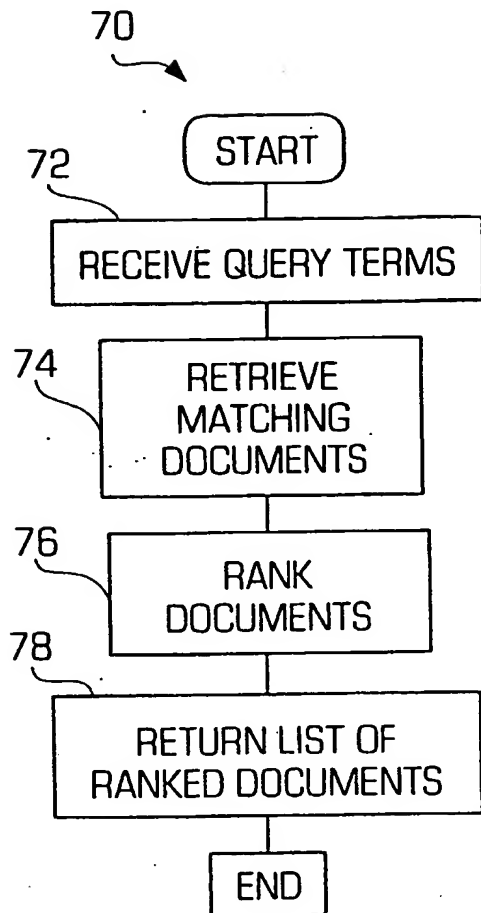 70
START
72
RECEIVE QUERY TERMS
74
RETRIEVE
MATCHING
DOCUMENTS
76
RANK
DOCUMENTS
78
RETURN LIST OF
RANKED DOCUMENTS
END